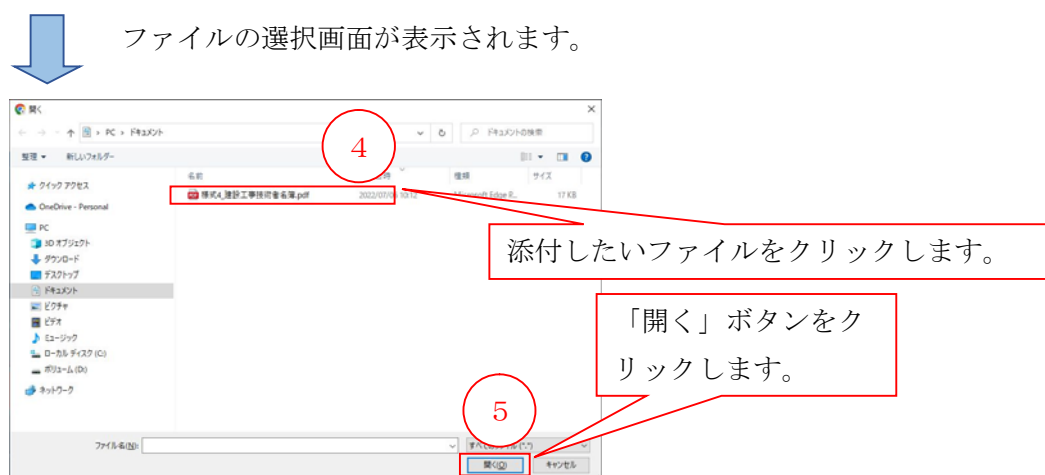 ファイルの選択画面が表示されます。
開く
PC › ドキュメント
ドキュメントの検索
整理 新しいフォルダー
名前 種類 サイズ
様式4_建設工事技術者名簿.pdf 17 KB
クイック アクセス
OneDrive - Personal
PC
3D オブジェクト
ダウンロード
デスクトップ
ドキュメント
ピクチャ
ビデオ
ミュージック
ローカル ディスク (C:)
ボリューム (D:)
ネットワーク
4
添付したいファイルをクリックします。
「開く」ボタンをク
リックします。
5
ファイル名(N):
開く(O) キャンセル